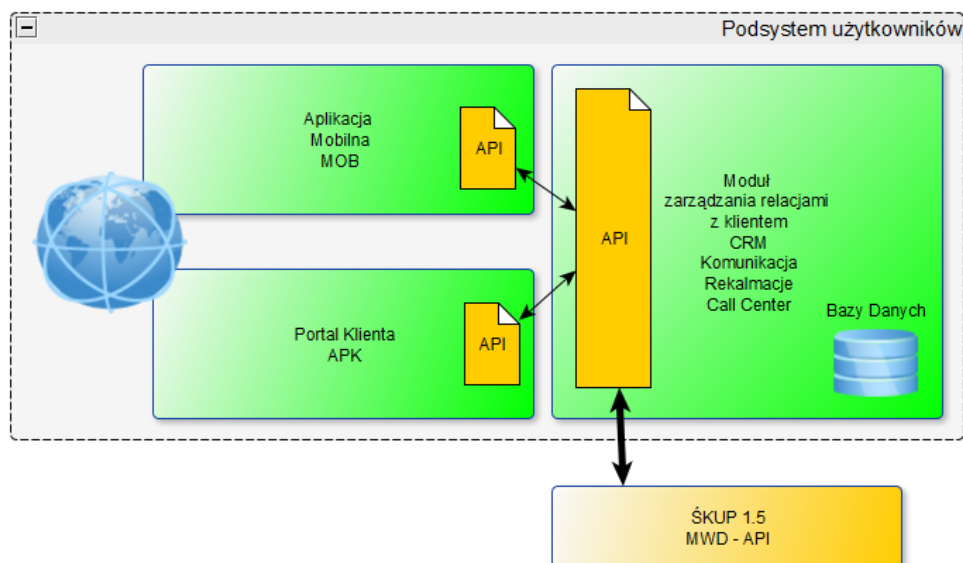 Podsystem użytkowników
Aplikacja
Mobilna
MOB
API
Moduł
zarządzania relacjami
z klientem
CRM
Komunikacja
Rekalmacje
Call Center
API
Bazy Danych
Portal Klienta
APK
API
ŚKUP 1.5
MWD - API